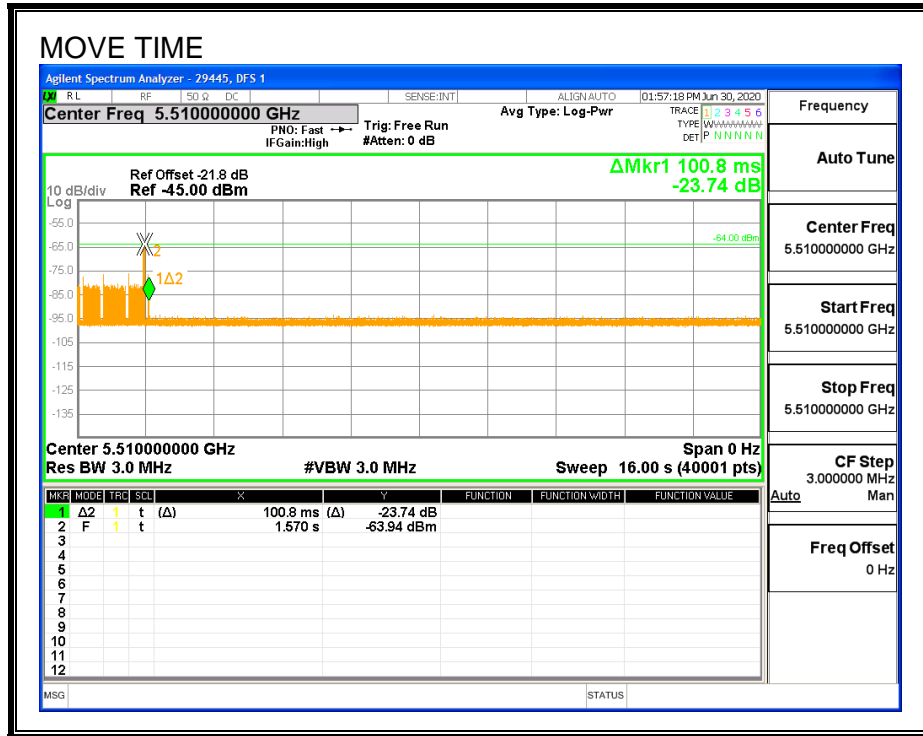 MOVE TIME
Agilent Spectrum Analyzer - 29445, DFS 1
LXI RL RF 50 Ω DC SENSE:INT ALIGN AUTO 01:57:18 PM Jun 30, 2020
Center Freq 5.510000000 GHz
PNO: Fast
IFGain:High
Trig: Free Run
#Atten: 0 dB
Avg Type: Log-Pwr
TRACE 1 2 3 4 5 6
TYPE WWWWWW
DET P N N N N N
Frequency
Auto Tune
Center Freq
5.510000000 GHz
Start Freq
5.510000000 GHz
Stop Freq
5.510000000 GHz
CF Step
3.000000 MHz
Auto Man
Freq Offset
0 Hz
ΔMkr1 100.8 ms
-23.74 dB
Ref Offset -21.8 dB
10 dB/div Ref -45.00 dBm
Log
-55.0
-65.0
-75.0
-85.0
-95.0
-105
-115
-125
-135
-64.00 dBm
2
1Δ2
Center 5.510000000 GHz Span 0 Hz
Res BW 3.0 MHz #VBW 3.0 MHz Sweep 16.00 s (40001 pts)
MKR MODE TRC SCL X Y FUNCTION FUNCTION WIDTH FUNCTION VALUE
1 Δ2 1 t (Δ) 100.8 ms (Δ) -23.74 dB
2 F 1 t 1.570 s -63.94 dBm
3
4
5
6
7
8
9
10
11
12
MSG STATUS